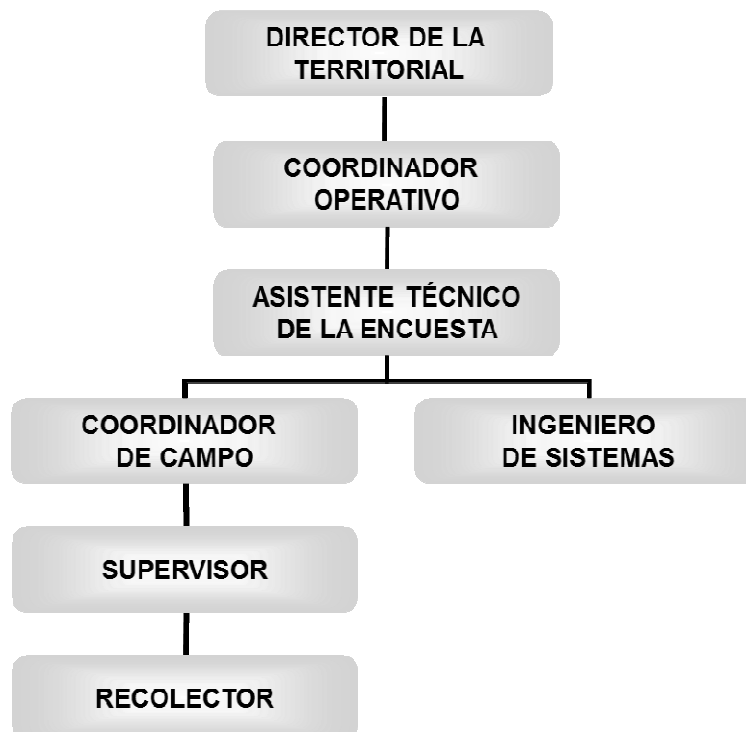 DIRECTOR DE LA
TERRITORIAL
COORDINADOR
OPERATIVO
ASISTENTE TÉCNICO
DE LA ENCUESTA
COORDINADOR
DE CAMPO
INGENIERO
DE SISTEMAS
SUPERVISOR
RECOLECTOR